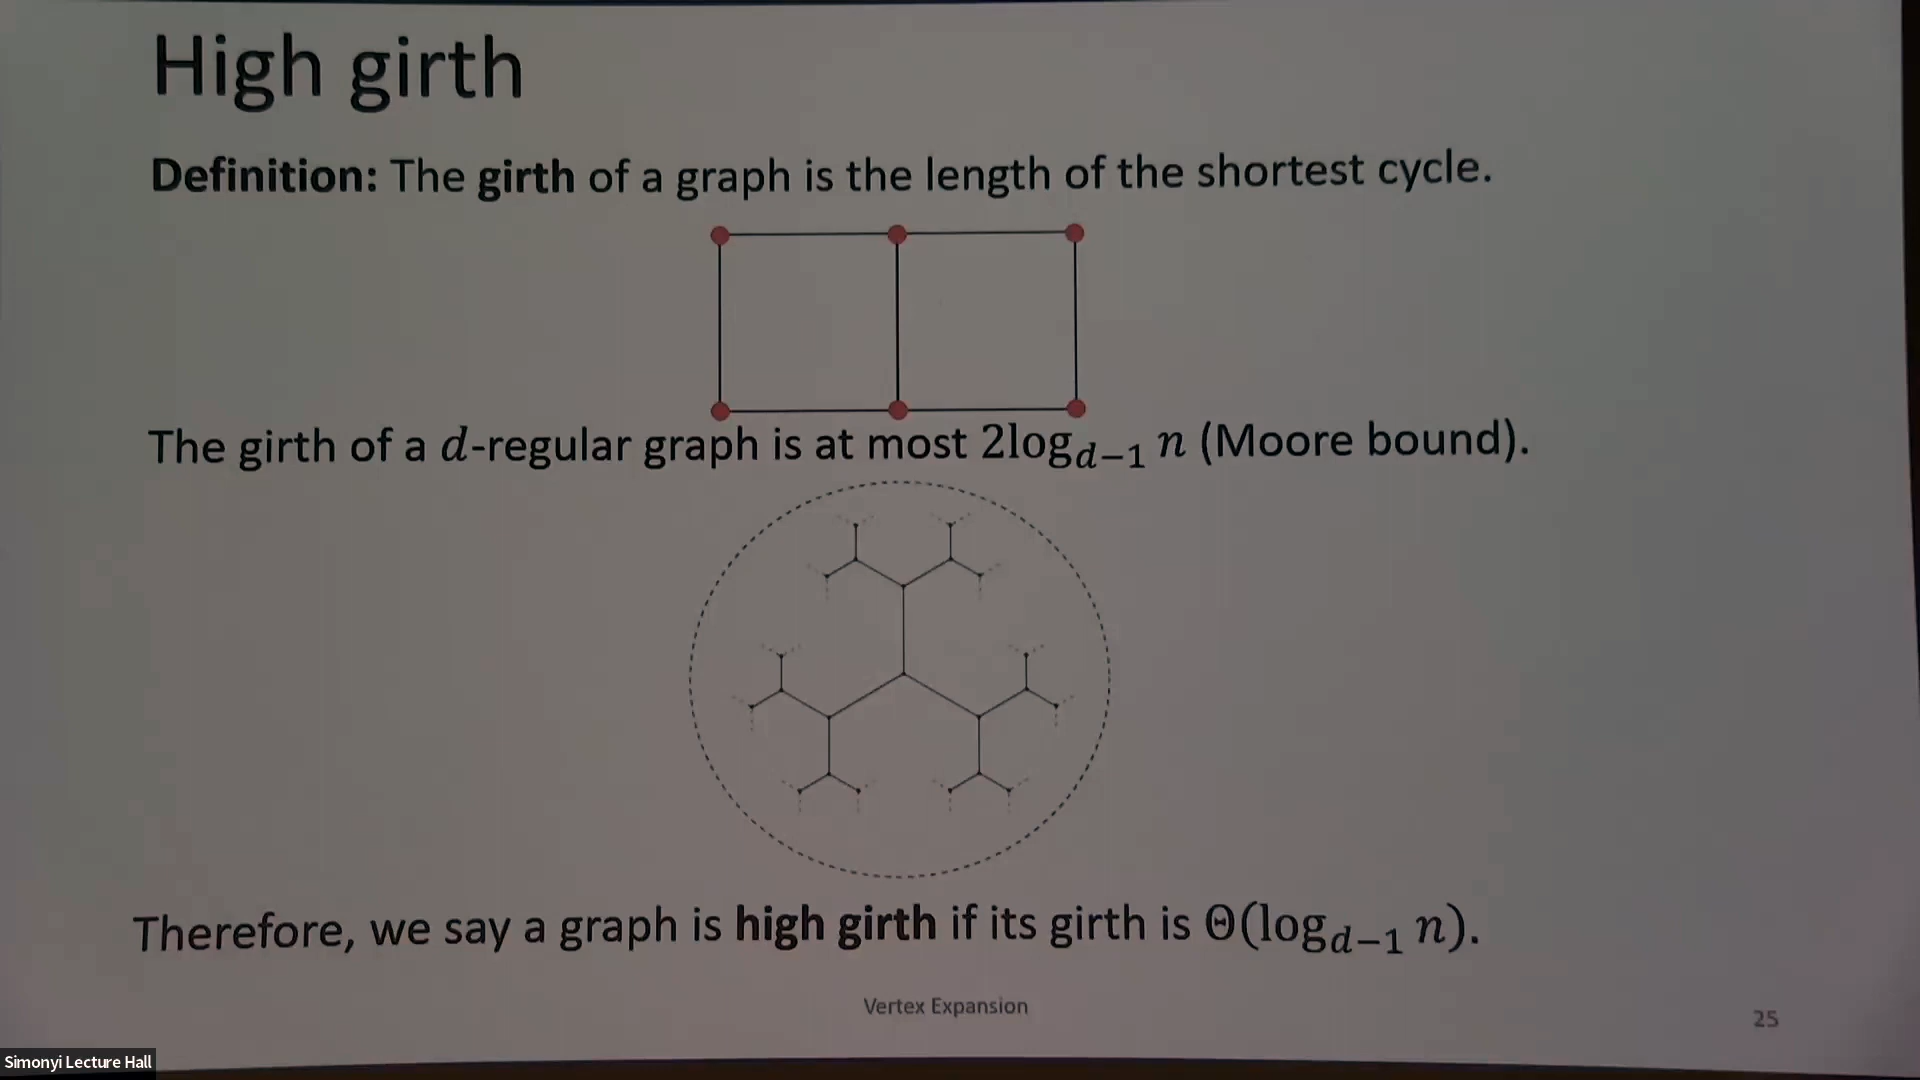 High girth
Definition: The girth of a graph is the length of the shortest cycle.
The girth of a d-regular graph is at most 2log_{d−1} n (Moore bound).
Therefore, we say a graph is high girth if its girth is Θ(log_{d−1} n).
Vertex Expansion
25
Simonyi Lecture Hall